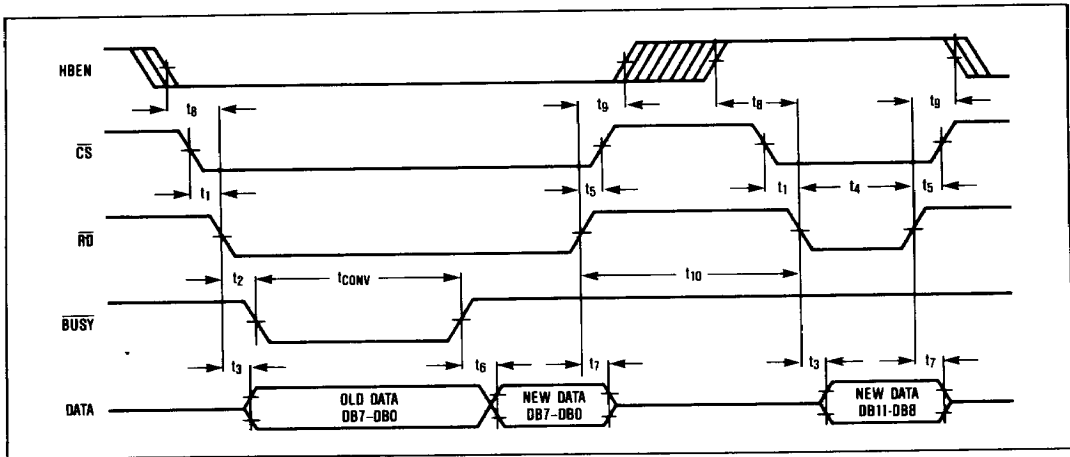 HBEN
t8
t9
t8
t9
CS
t1
t5
t1
t4
t5
RD
t2
tCONV
t10
BUSY
t3
t6
t7
t3
t7
DATA
OLD DATA
DB7-DB0
NEW DATA
DB7-DB0
NEW DATA
DB11-DB8